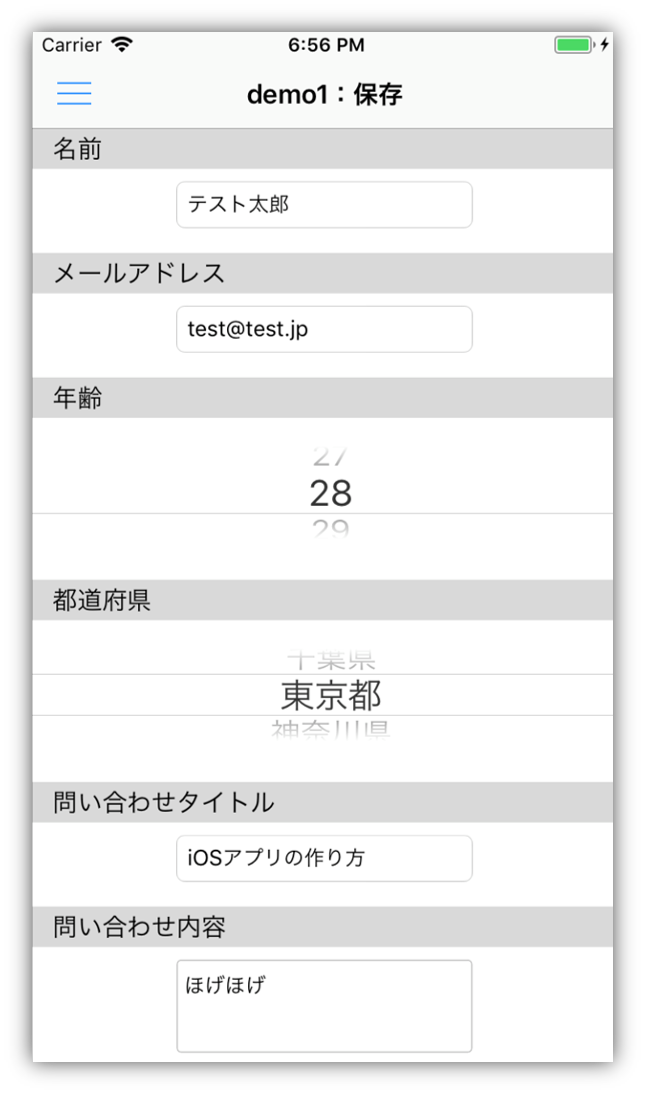 Carrier 6:56 PM
demo1：保存
名前
テスト太郎
メールアドレス
test@test.jp
年齢
27
28
29
都道府県
千葉県
東京都
神奈川県
問い合わせタイトル
iOSアプリの作り方
問い合わせ内容
ほげほげ